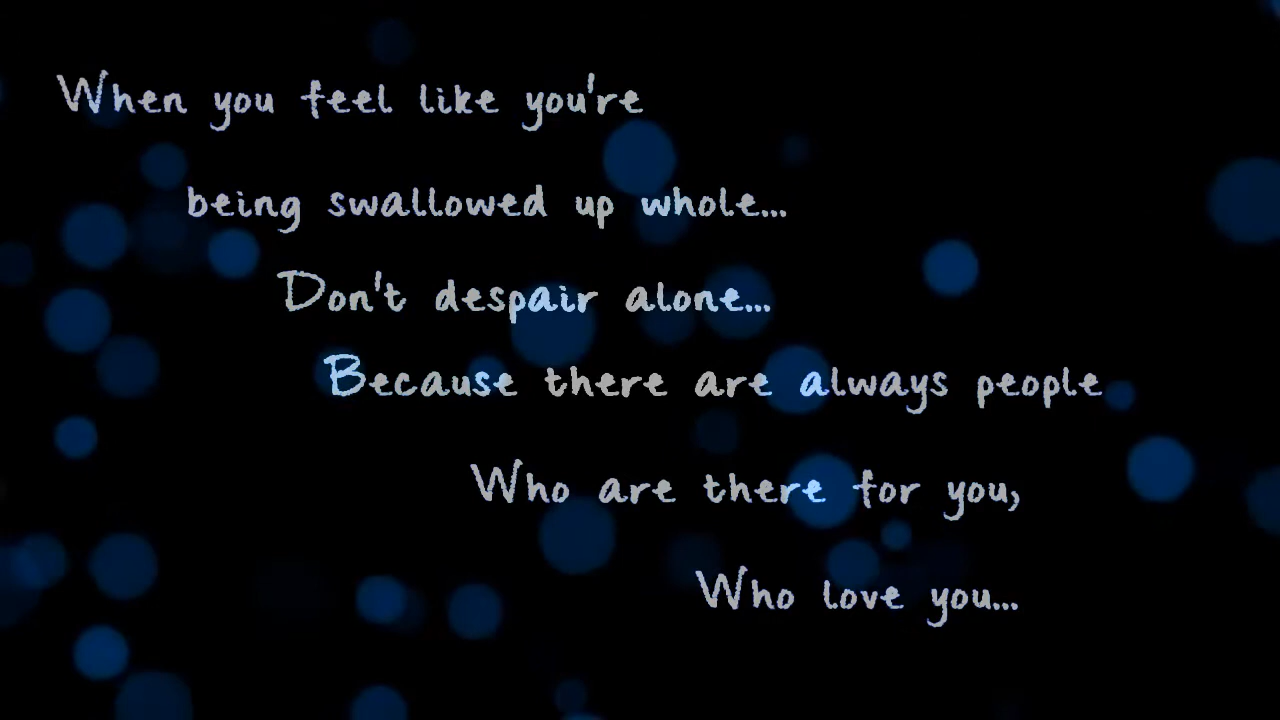 When you feel like you're
being swallowed up whole...
Don't despair alone...
Because there are always people
Who are there for you,
Who love you...